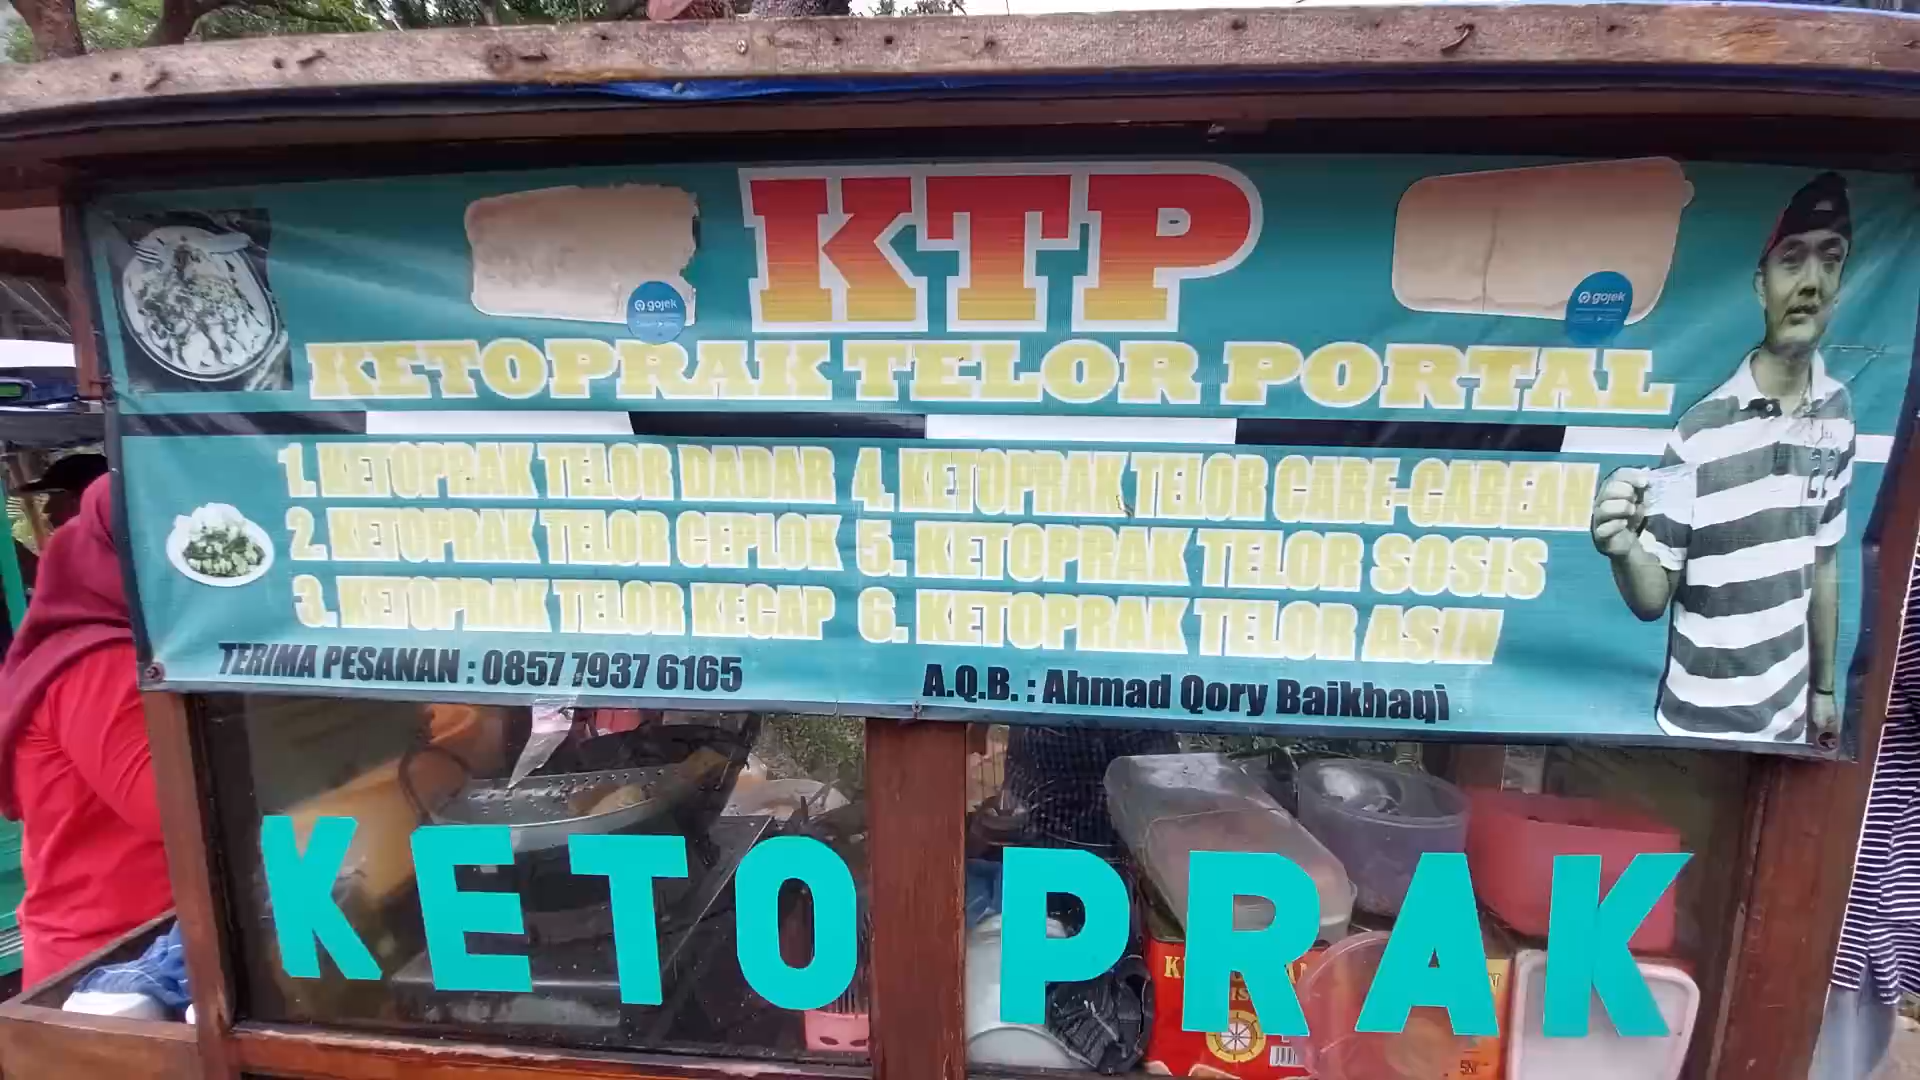 KTP
gojek
gojek
KETOPRAK TELOR PORTAL
1. KETOPRAK TELOR DADAR
2. KETOPRAK TELOR CEPLOK
3. KETOPRAK TELOR KECAP
4. KETOPRAK TELOR CABE-CABEAN
5. KETOPRAK TELOR SOSIS
6. KETOPRAK TELOR ASIN
TERIMA PESANAN : 0857 7937 6165
A.Q.B. : Ahmad Qory Baikhaqi
KETO PRAK